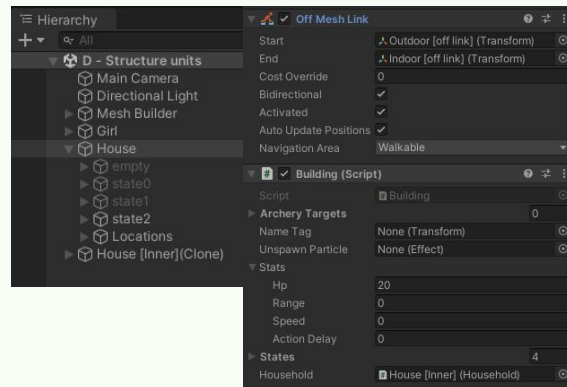 Hierarchy
All
D - Structure units
Main Camera
Directional Light
Mesh Builder
Girl
House
empty
state0
state1
state2
Locations
House [Inner](Clone)
Off Mesh Link
Start Outdoor [off link] (Transform)
End Indoor [off link] (Transform)
Cost Override 0
Bidirectional
Activated
Auto Update Positions
Navigation Area Walkable
Building (Script)
Script Building
Archery Targets 0
Name Tag None (Transform)
Unspawn Particle None (Effect)
Stats
Hp 20
Range 0
Speed 0
Action Delay 0
States 4
Household House [Inner] (Household)